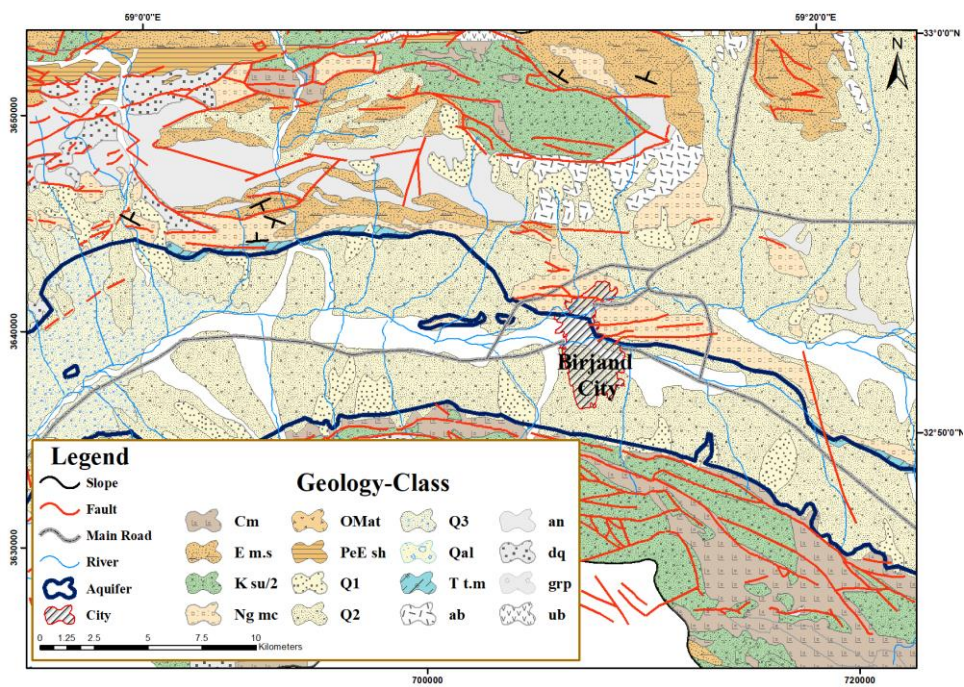 59°0'0"E
59°20'0"E
33°0'0"N
N
3660000
3640000
Birjand
City
32°50'0"N
3630000
Legend
Slope
Fault
Main Road
River
Aquifer
City
0 1.25 2.5 5 7.5 10
Kilometers
Geology-Class
Cm
E m.s
K su/2
Ng mc
OMat
PeE sh
Q1
Q2
Q3
Qal
T t.m
ab
an
dq
grp
ub
700000
720000